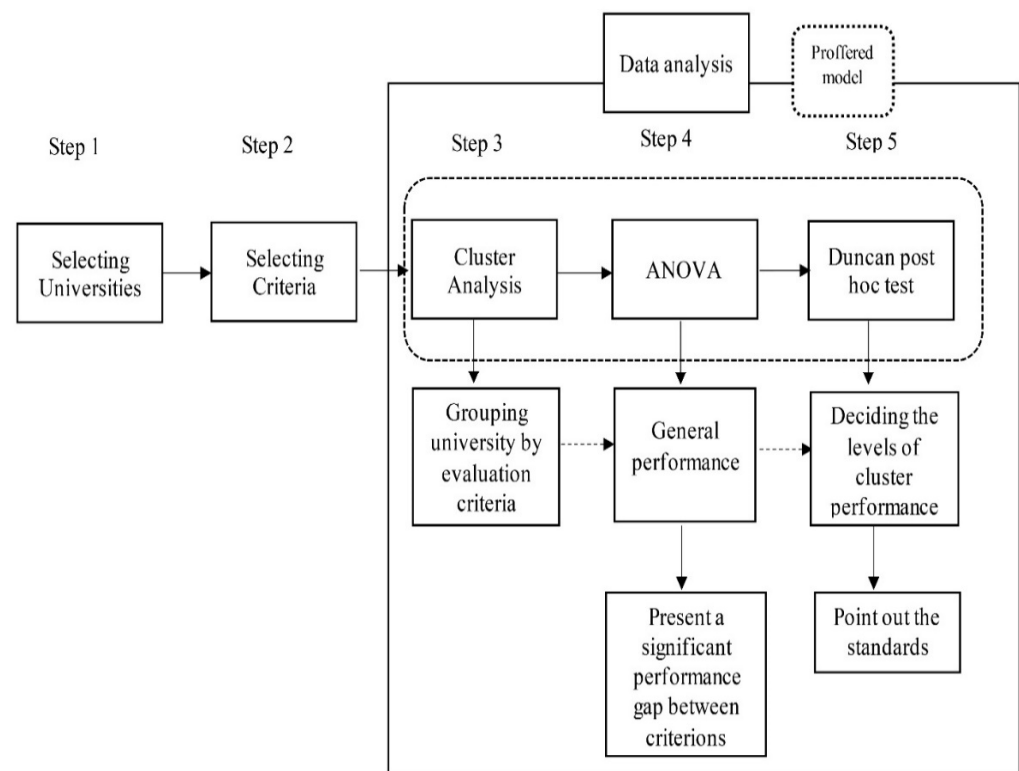 Data analysis
Proffered
model
Step 1
Step 2
Step 3
Step 4
Step 5
Selecting
Universities
Selecting
Criteria
Cluster
Analysis
ANOVA
Duncan post
hoc test
Grouping
university by
evaluation
criteria
General
performance
Deciding the
levels of
cluster
performance
Present a
significant
performance
gap between
criterions
Point out the
standards